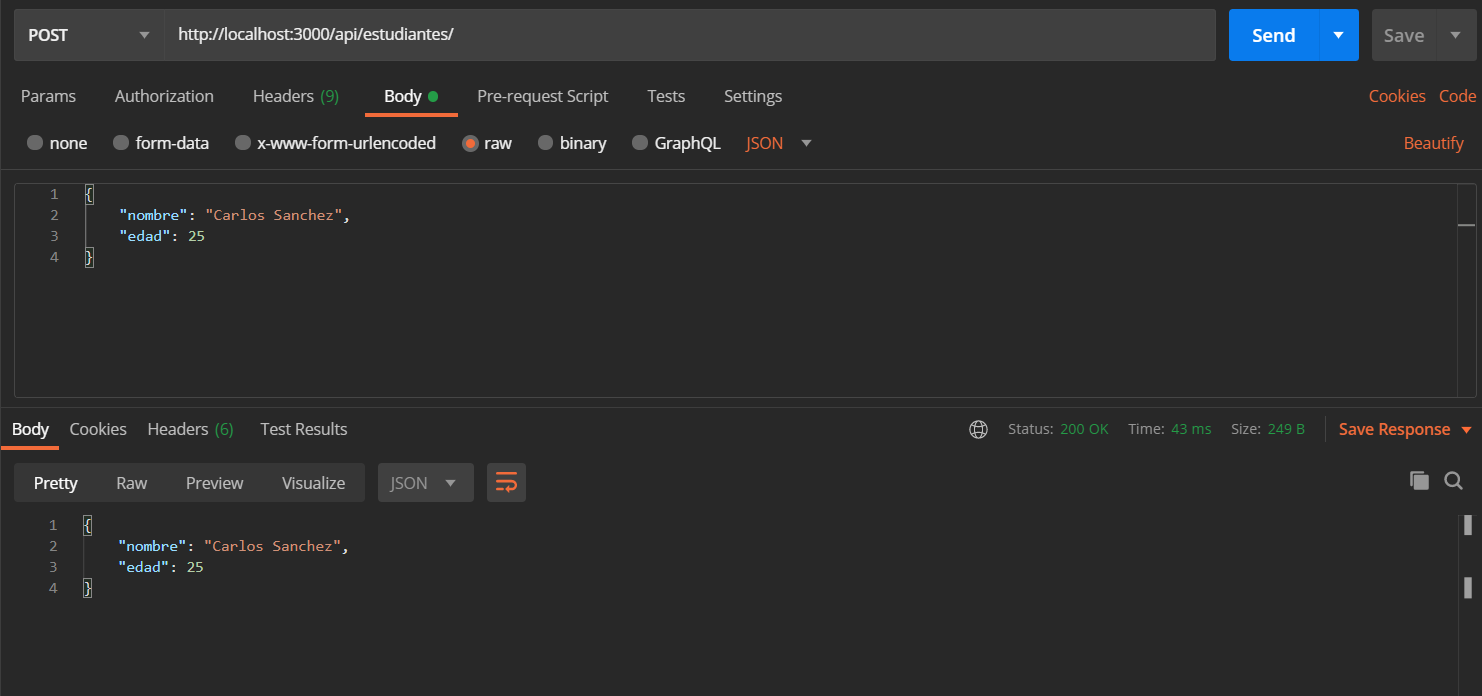 POST http://localhost:3000/api/estudiantes/ Send Save
Params Authorization Headers (9) Body Pre-request Script Tests Settings Cookies Code
none form-data x-www-form-urlencoded raw binary GraphQL JSON Beautify
1 {
2 "nombre": "Carlos Sanchez",
3 "edad": 25
4 }
Body Cookies Headers (6) Test Results Status: 200 OK Time: 43 ms Size: 249 B Save Response
Pretty Raw Preview Visualize JSON
1 {
2 "nombre": "Carlos Sanchez",
3 "edad": 25
4 }